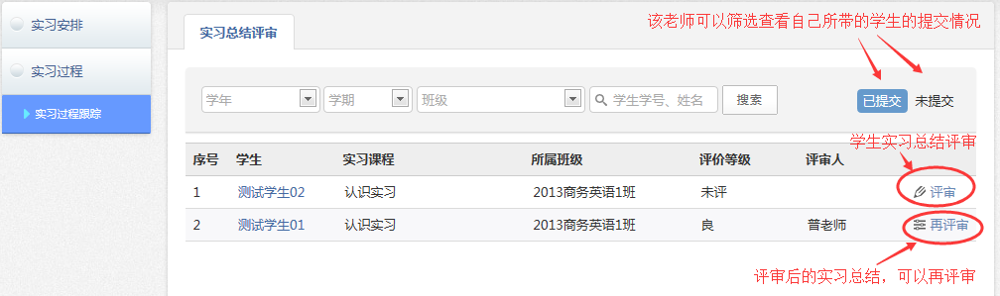 实习安排
实习过程
实习过程跟踪
实习总结评审
该老师可以筛选查看自己所带的学生的提交情况
学年 学期 班级 学生学号、姓名 搜索 已提交 未提交
学生实习总结评审
序号 学生 实习课程 所属班级 评价等级 评审人
1 测试学生02 认识实习 2013商务英语1班 未评 评审
2 测试学生01 认识实习 2013商务英语1班 良 普老师 再评审
评审后的实习总结，可以再评审